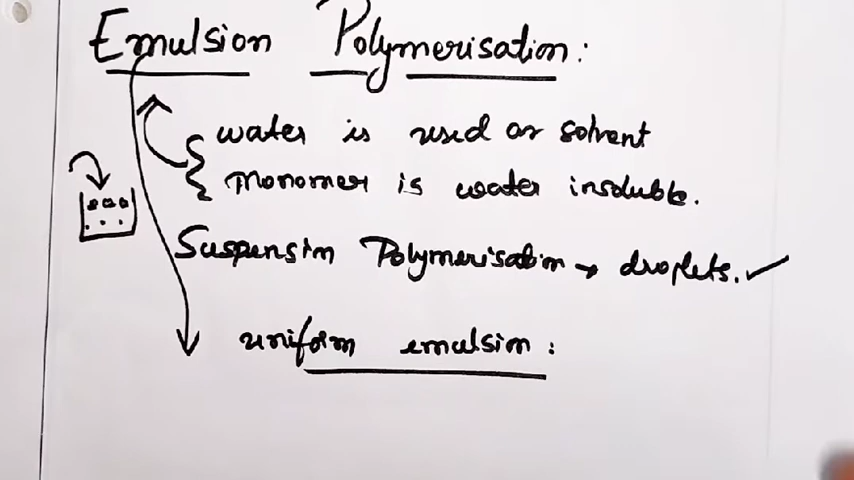 Emulsion Polymerisation:
water is used as solvent
monomer is water insoluble.
Suspension Polymerisation → droplets. ✓
uniform emulsion :